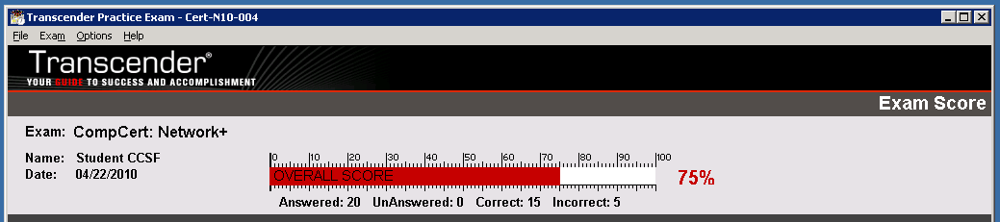 Transcender Practice Exam - Cert-N10-004
File Exam Options Help
Transcender®
YOUR GUIDE TO SUCCESS AND ACCOMPLISHMENT
Exam Score
Exam: CompCert: Network+
Name: Student CCSF
Date: 04/22/2010
0 10 20 30 40 50 60 70 80 90 100
OVERALL SCORE
75%
Answered: 20 UnAnswered: 0 Correct: 15 Incorrect: 5